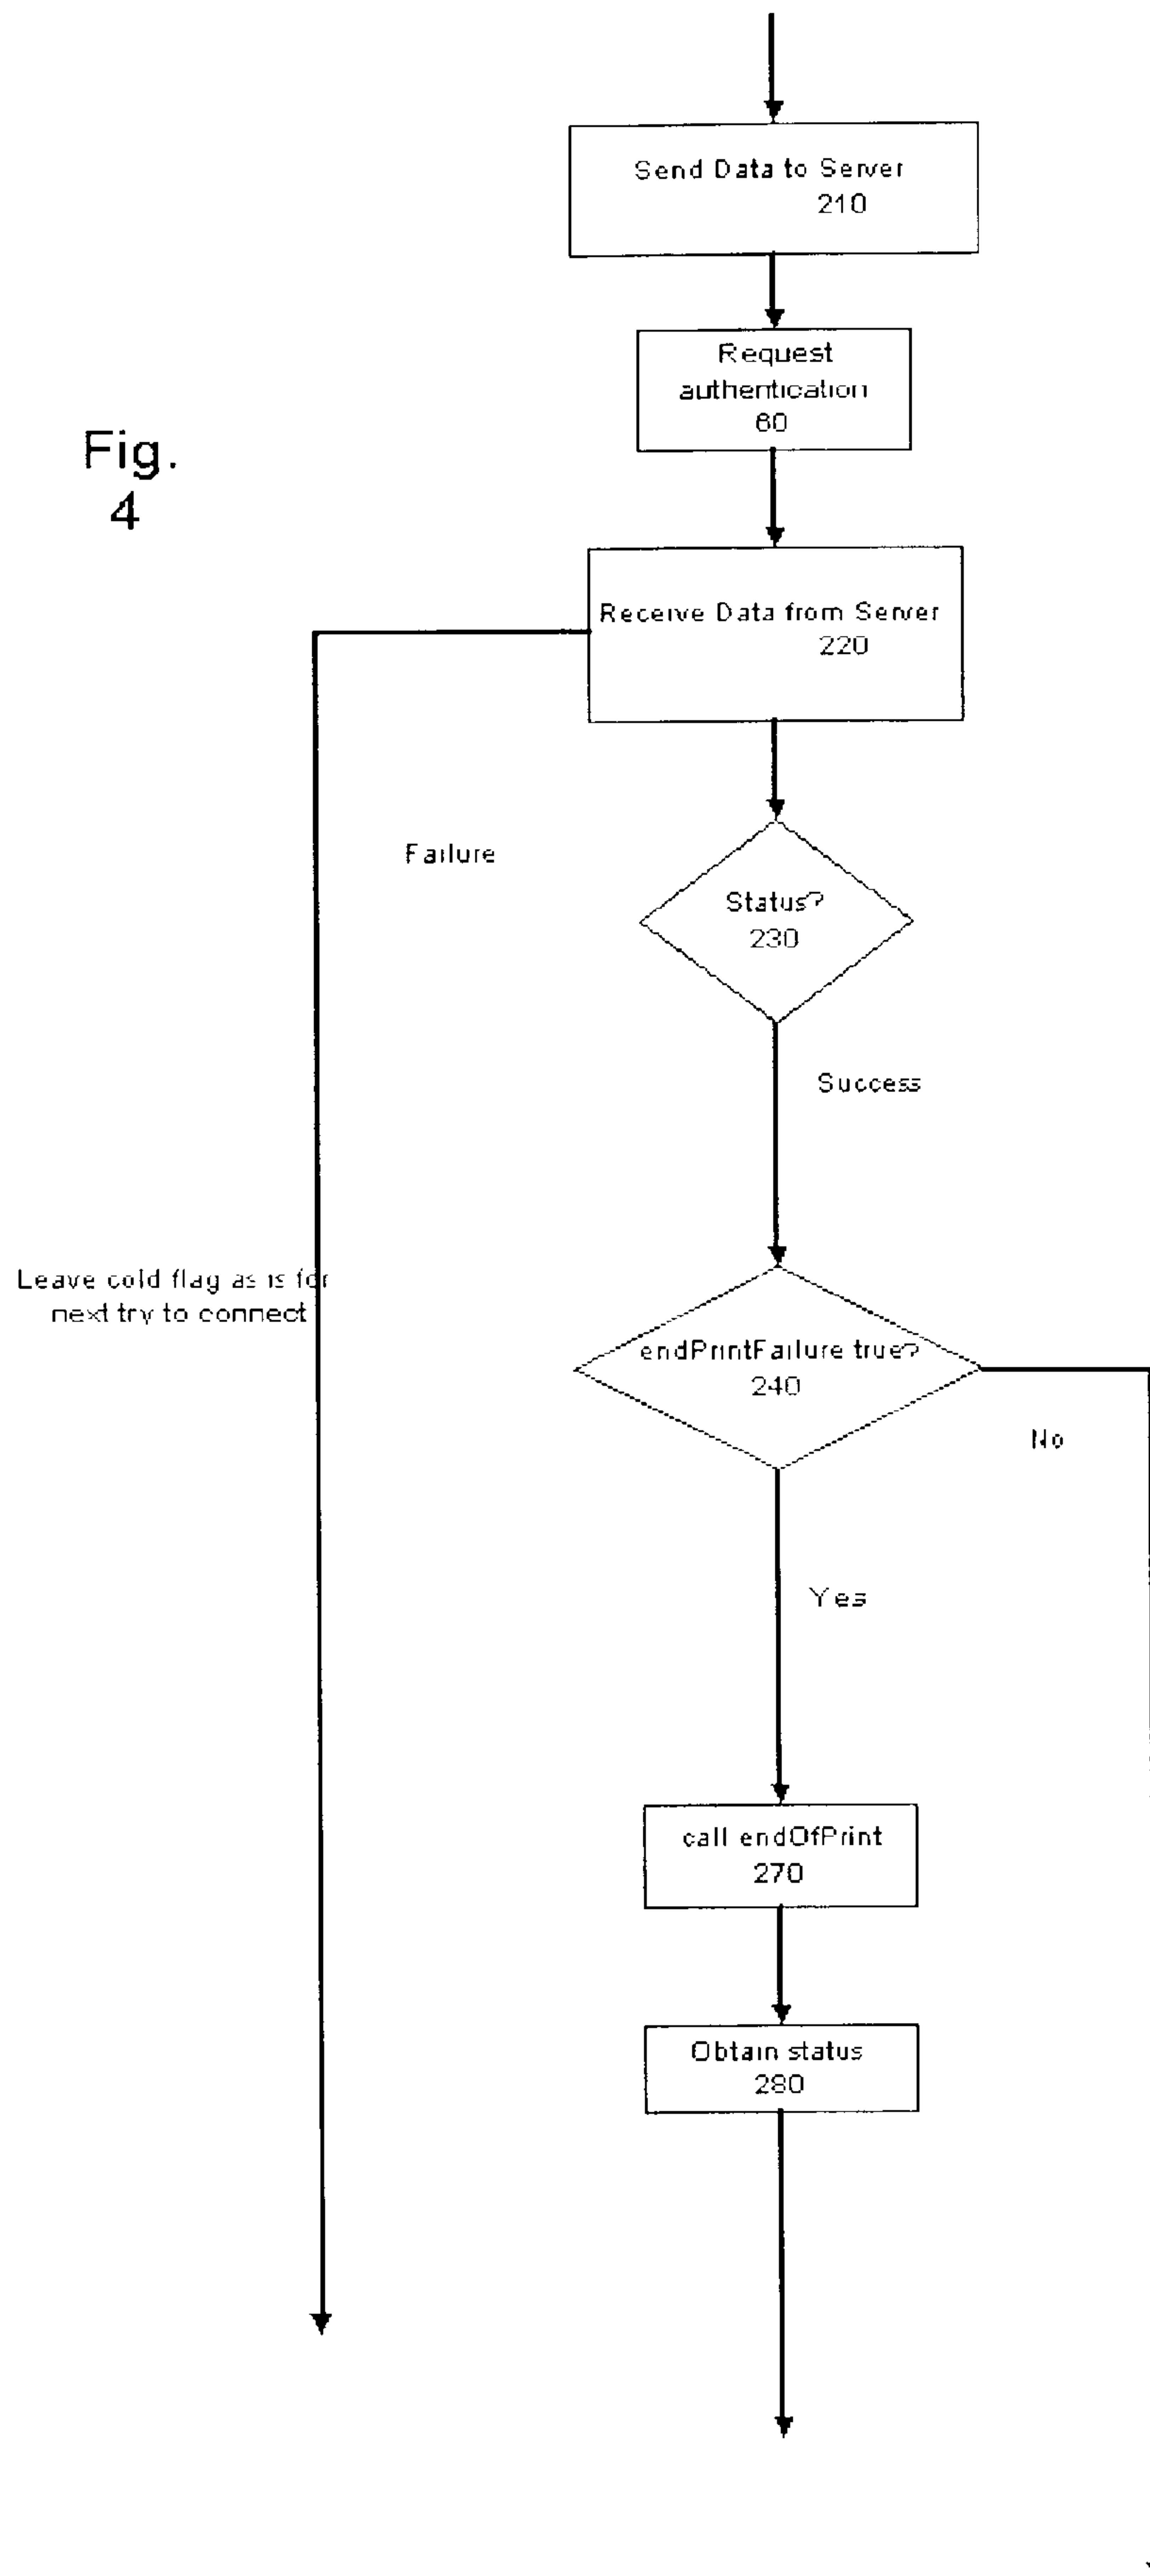 Send Data to Server
210
Request
authentication
60
Fig.
4
Receive Data from Server
220
Failure
Status?
230
Success
Leave cold flag as is for
next try to connect
endPrintFailure true?
240
No
Yes
call endOfPrint
270
Obtain status
280